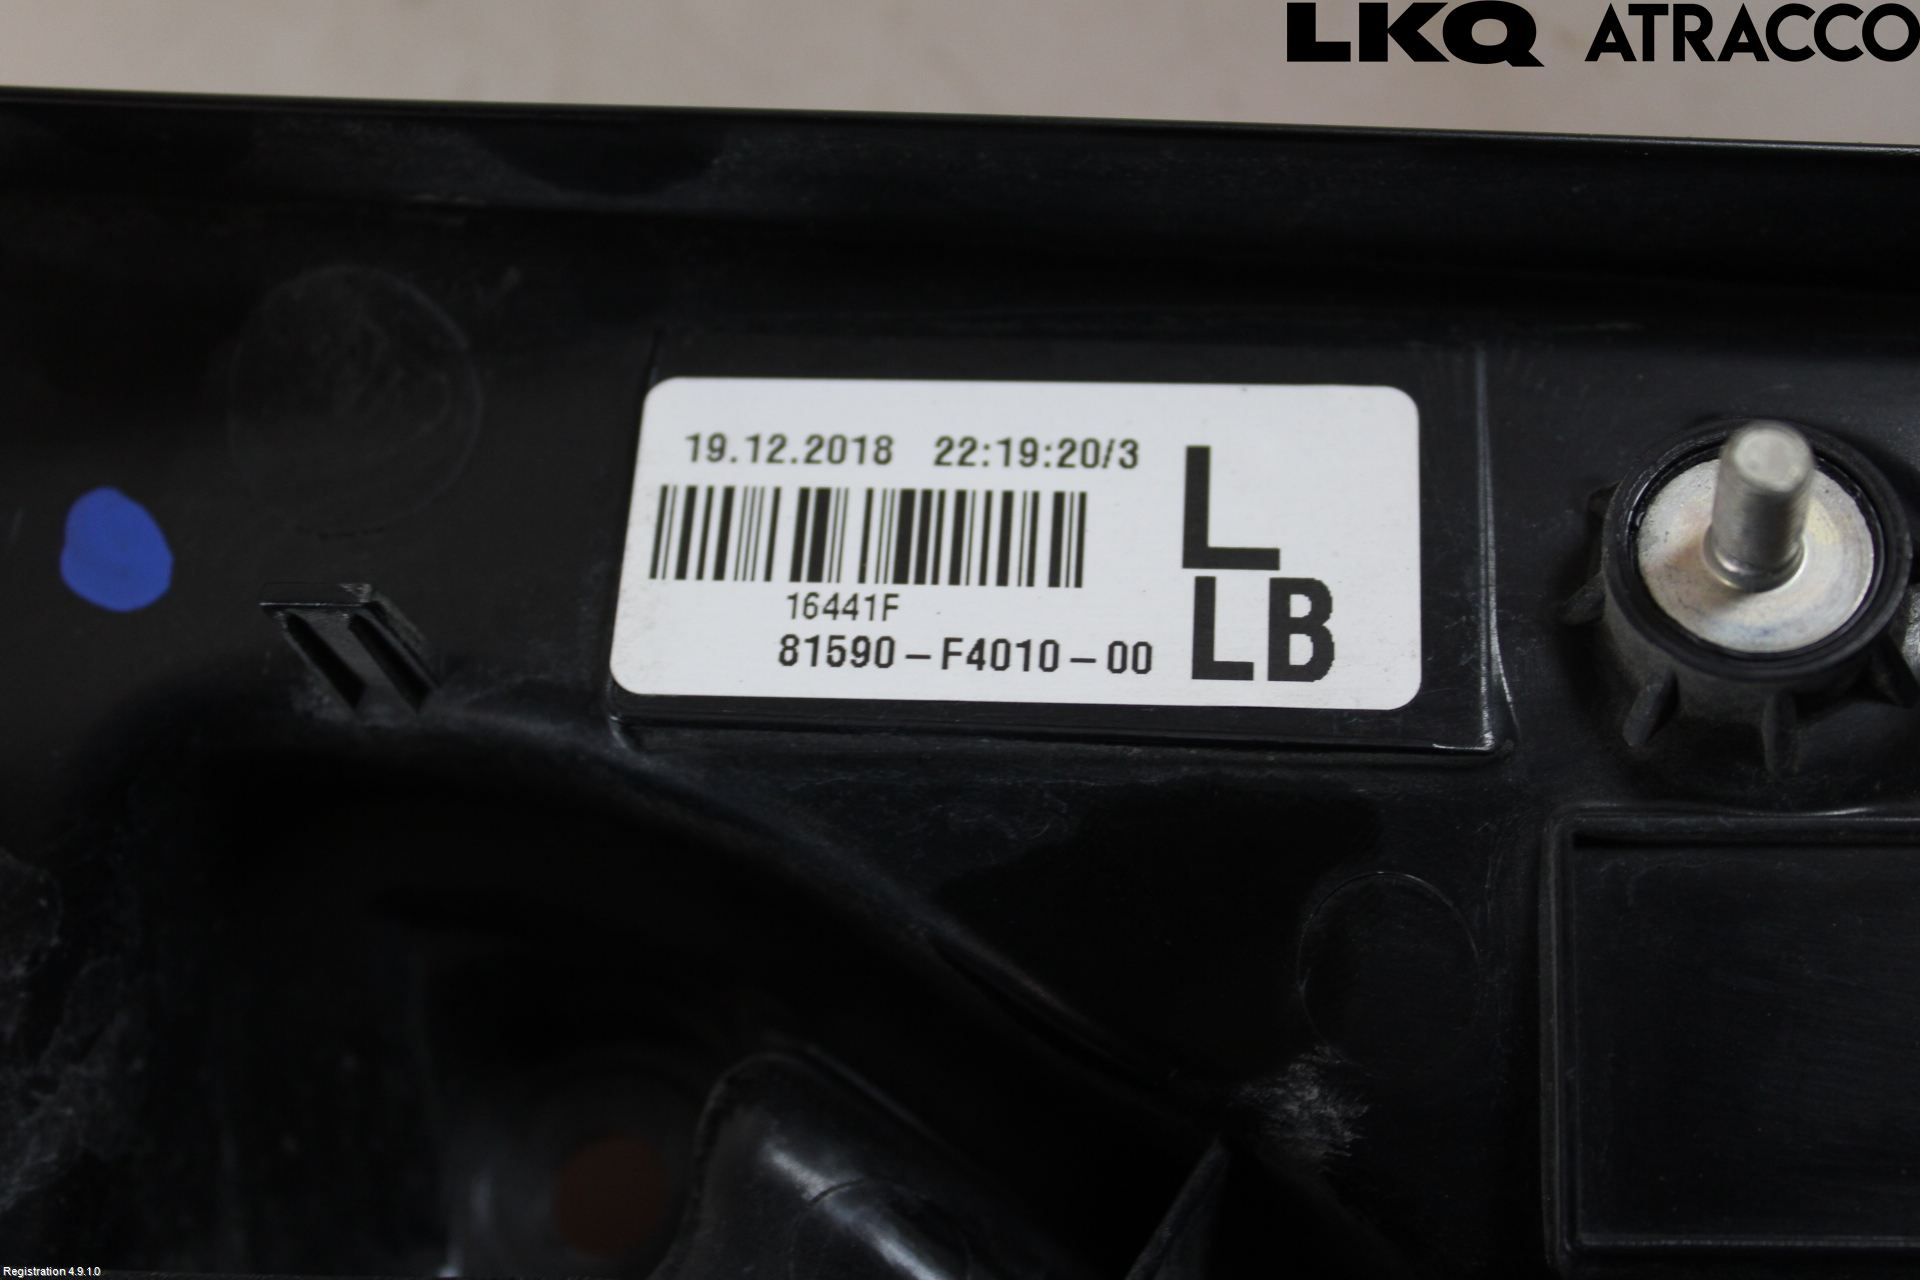 LKQ ATRACCO
19.12.2018 22:19:20/3
L
16441F
81590-F4010-00
LB
Registration 4.9.1.0